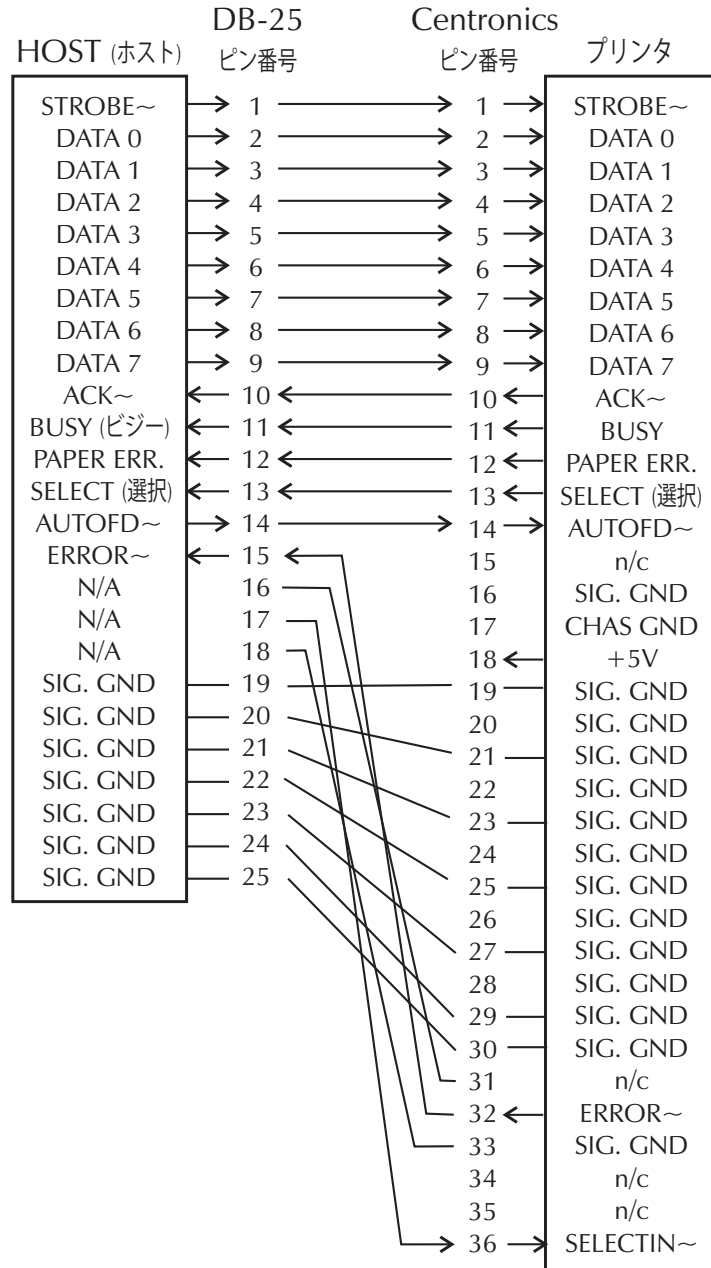 DB-25 Centronics
HOST (ホスト) ピン番号 ピン番号 プリンタ
STROBE~ 1 1 STROBE~
DATA 0 2 2 DATA 0
DATA 1 3 3 DATA 1
DATA 2 4 4 DATA 2
DATA 3 5 5 DATA 3
DATA 4 6 6 DATA 4
DATA 5 7 7 DATA 5
DATA 6 8 8 DATA 6
DATA 7 9 9 DATA 7
ACK~ 10 10 ACK~
BUSY (ビジー) 11 11 BUSY
PAPER ERR. 12 12 PAPER ERR.
SELECT (選択) 13 13 SELECT (選択)
AUTOFD~ 14 14 AUTOFD~
ERROR~ 15 15 n/c
N/A 16 16 SIG. GND
N/A 17 17 CHAS GND
N/A 18 18 +5V
SIG. GND 19 19 SIG. GND
SIG. GND 20 20 SIG. GND
SIG. GND 21 21 SIG. GND
SIG. GND 22 22 SIG. GND
SIG. GND 23 23 SIG. GND
SIG. GND 24 24 SIG. GND
SIG. GND 25 25 SIG. GND
26 SIG. GND
27 SIG. GND
28 SIG. GND
29 SIG. GND
30 SIG. GND
31 n/c
32 ERROR~
33 SIG. GND
34 n/c
35 n/c
36 SELECTIN~